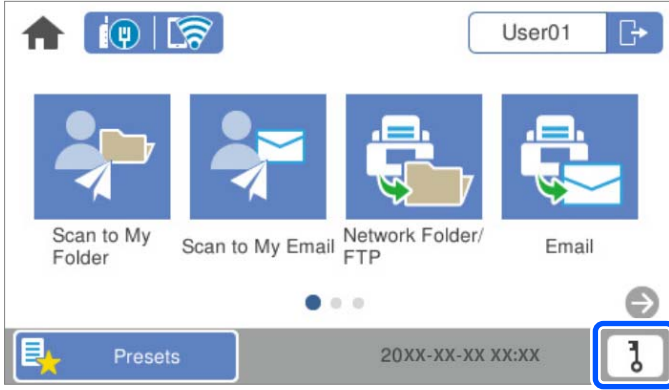 User01
Scan to My
Folder
Scan to My Email
Network Folder/
FTP
Email
Presets
20XX-XX-XX XX:XX